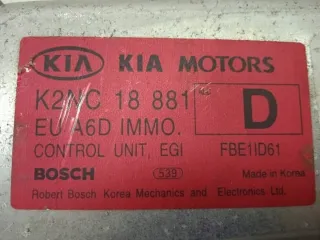 KIA KIA MOTORS
K2NC 18 881 D
EU A6D IMMO.
CONTROL UNIT, EGI FBE1ID61
BOSCH 539 Made in Korea
Robert Bosch Korea Mechanics and Electronics Ltd.